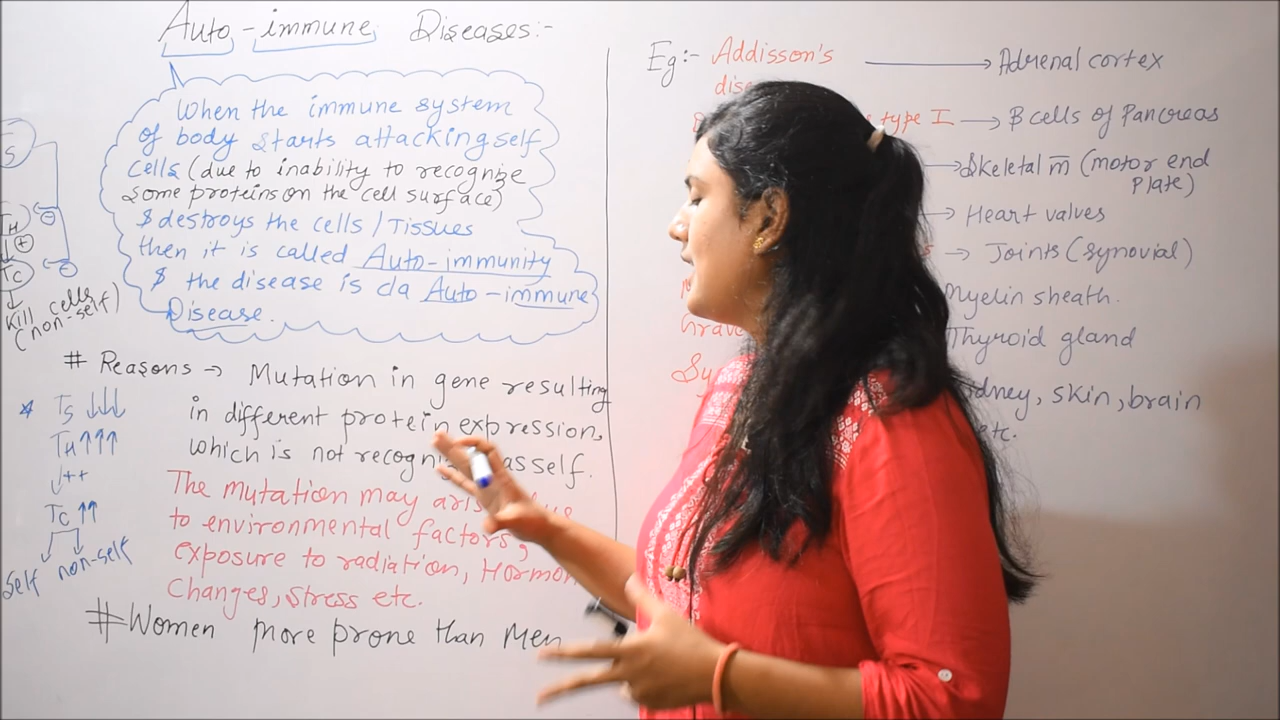 Auto-immune Diseases:-
When the immune system
of body starts attacking self
cells (due to inability to recognize
some proteins on the cell surface)
$ destroys the cells / Tissues
then it is called Auto-immunity
$ the disease is c/a Auto-immune
Disease.
S
TH
+
TC
Kill cells
(non-self)
# Reasons → Mutation in gene resulting
in different protein expression,
which is not as self.
The mutation may
to environmental factors,
exposure to radiation,
Changes, stress etc.
# Women more prone than Men
* Ts ↓↓↓
TH ↑↑↑
↓++
Tc ↑↑
Self non-self
Eg:- Addisson's → Adrenal cortex
type I → B cells of Pancreas
→ Skeletal m̅ (motor end
Plate)
→ Heart valves
→ Joints (synovial)
Myelin sheath.
Thyroid gland
skin, brain
etc.